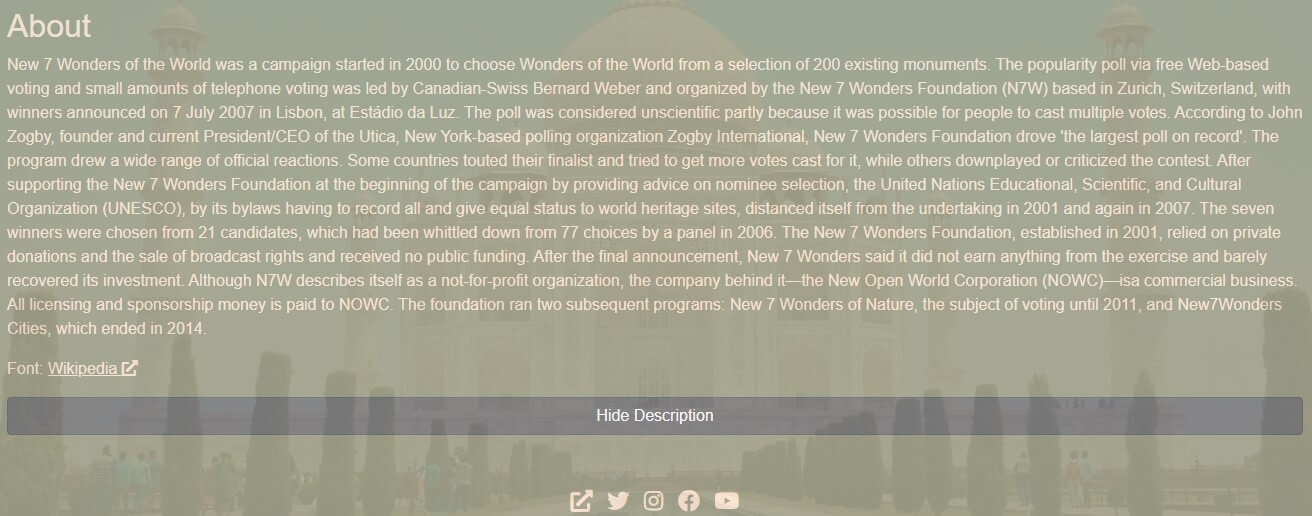 About
New 7 Wonders of the World was a campaign started in 2000 to choose Wonders of the World from a selection of 200 existing monuments. The popularity poll via free Web-based
voting and small amounts of telephone voting was led by Canadian-Swiss Bernard Weber and organized by the New 7 Wonders Foundation (N7W) based in Zurich, Switzerland, with
winners announced on 7 July 2007 in Lisbon, at Estádio da Luz. The poll was considered unscientific partly because it was possible for people to cast multiple votes. According to John
Zogby, founder and current President/CEO of the Utica, New York-based polling organization Zogby International, New 7 Wonders Foundation drove 'the largest poll on record'. The
program drew a wide range of official reactions. Some countries touted their finalist and tried to get more votes cast for it, while others downplayed or criticized the contest. After
supporting the New 7 Wonders Foundation at the beginning of the campaign by providing advice on nominee selection, the United Nations Educational, Scientific, and Cultural
Organization (UNESCO), by its bylaws having to record all and give equal status to world heritage sites, distanced itself from the undertaking in 2001 and again in 2007. The seven
winners were chosen from 21 candidates, which had been whittled down from 77 choices by a panel in 2006. The New 7 Wonders Foundation, established in 2001, relied on private
donations and the sale of broadcast rights and received no public funding. After the final announcement, New 7 Wonders said it did not earn anything from the exercise and barely
recovered its investment. Although N7W describes itself as a not-for-profit organization, the company behind it—the New Open World Corporation (NOWC)—isa commercial business.
All licensing and sponsorship money is paid to NOWC. The foundation ran two subsequent programs: New 7 Wonders of Nature, the subject of voting until 2011, and New7Wonders
Cities, which ended in 2014.
Font: Wikipedia
Hide Description